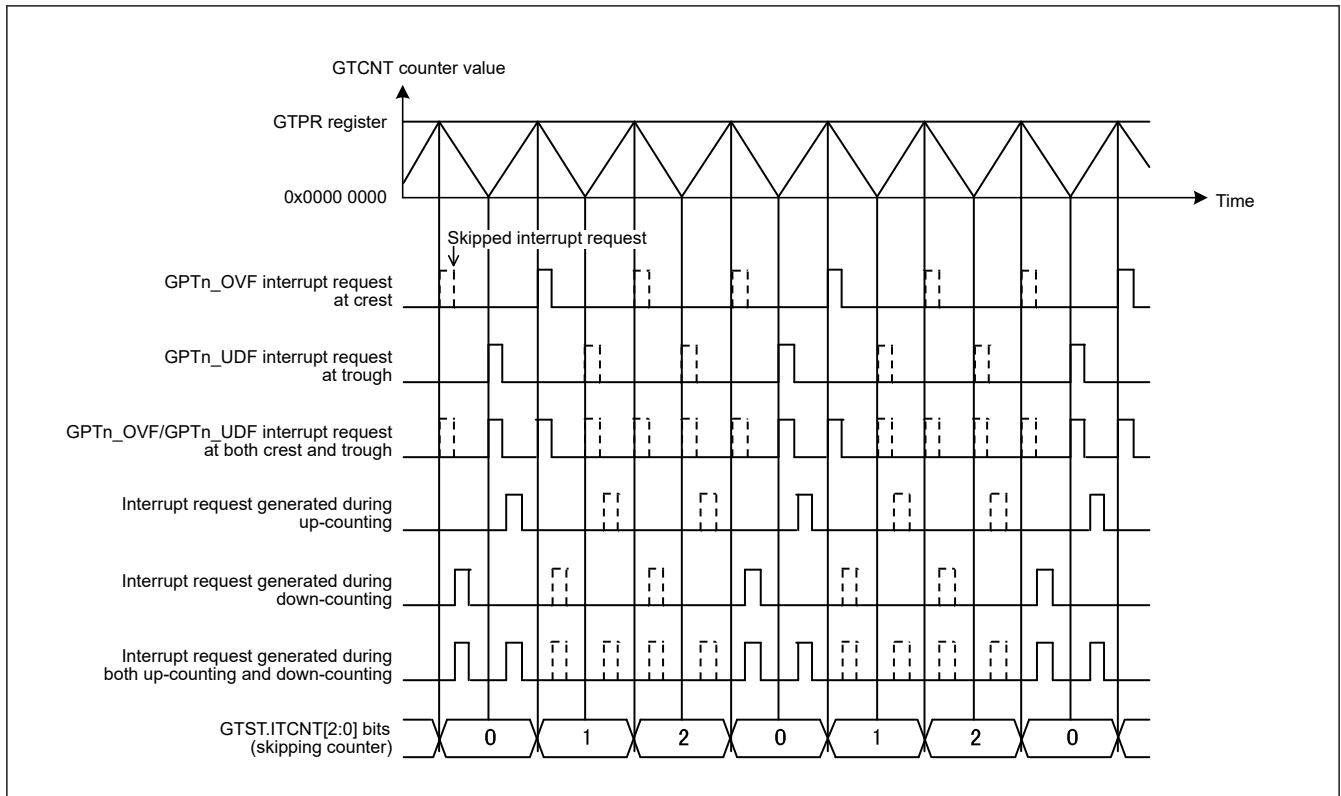 GTCNT counter value
GTPR register
0x0000 0000
Time
Skipped interrupt request
GPTn_OVF interrupt request
at crest
GPTn_UDF interrupt request
at trough
GPTn_OVF/GPTn_UDF interrupt request
at both crest and trough
Interrupt request generated during
up-counting
Interrupt request generated during
down-counting
Interrupt request generated during
both up-counting and down-counting
GTST.ITCNT[2:0] bits
(skipping counter)
0 1 2 0 1 2 0